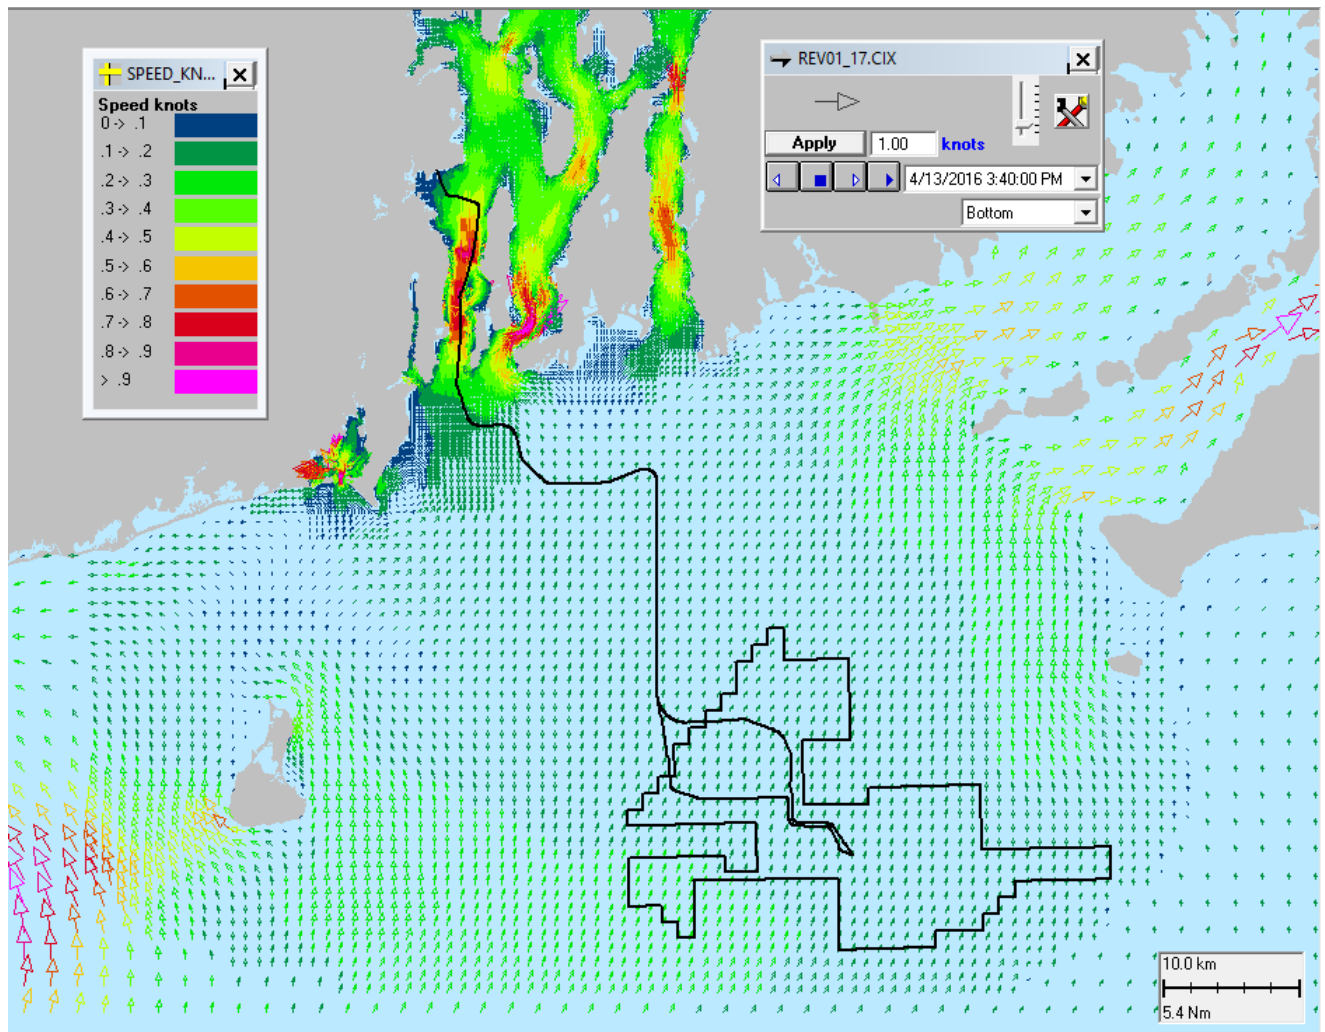 SPEED_KN...
Speed knots
0 -> .1
.1 -> .2
.2 -> .3
.3 -> .4
.4 -> .5
.5 -> .6
.6 -> .7
.7 -> .8
.8 -> .9
> .9
REV01_17.CIX
Apply 1.00 knots
4/13/2016 3:40:00 PM
Bottom
10.0 km
5.4 Nm